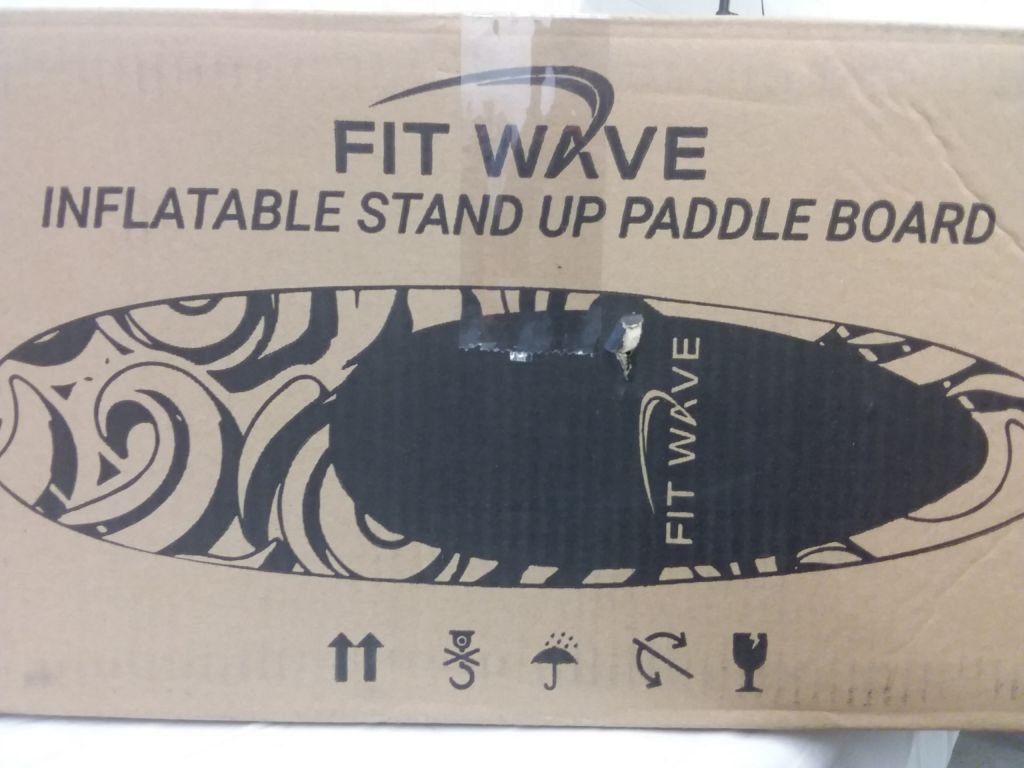 FIT WAVE
INFLATABLE STAND UP PADDLE BOARD
FIT WAVE